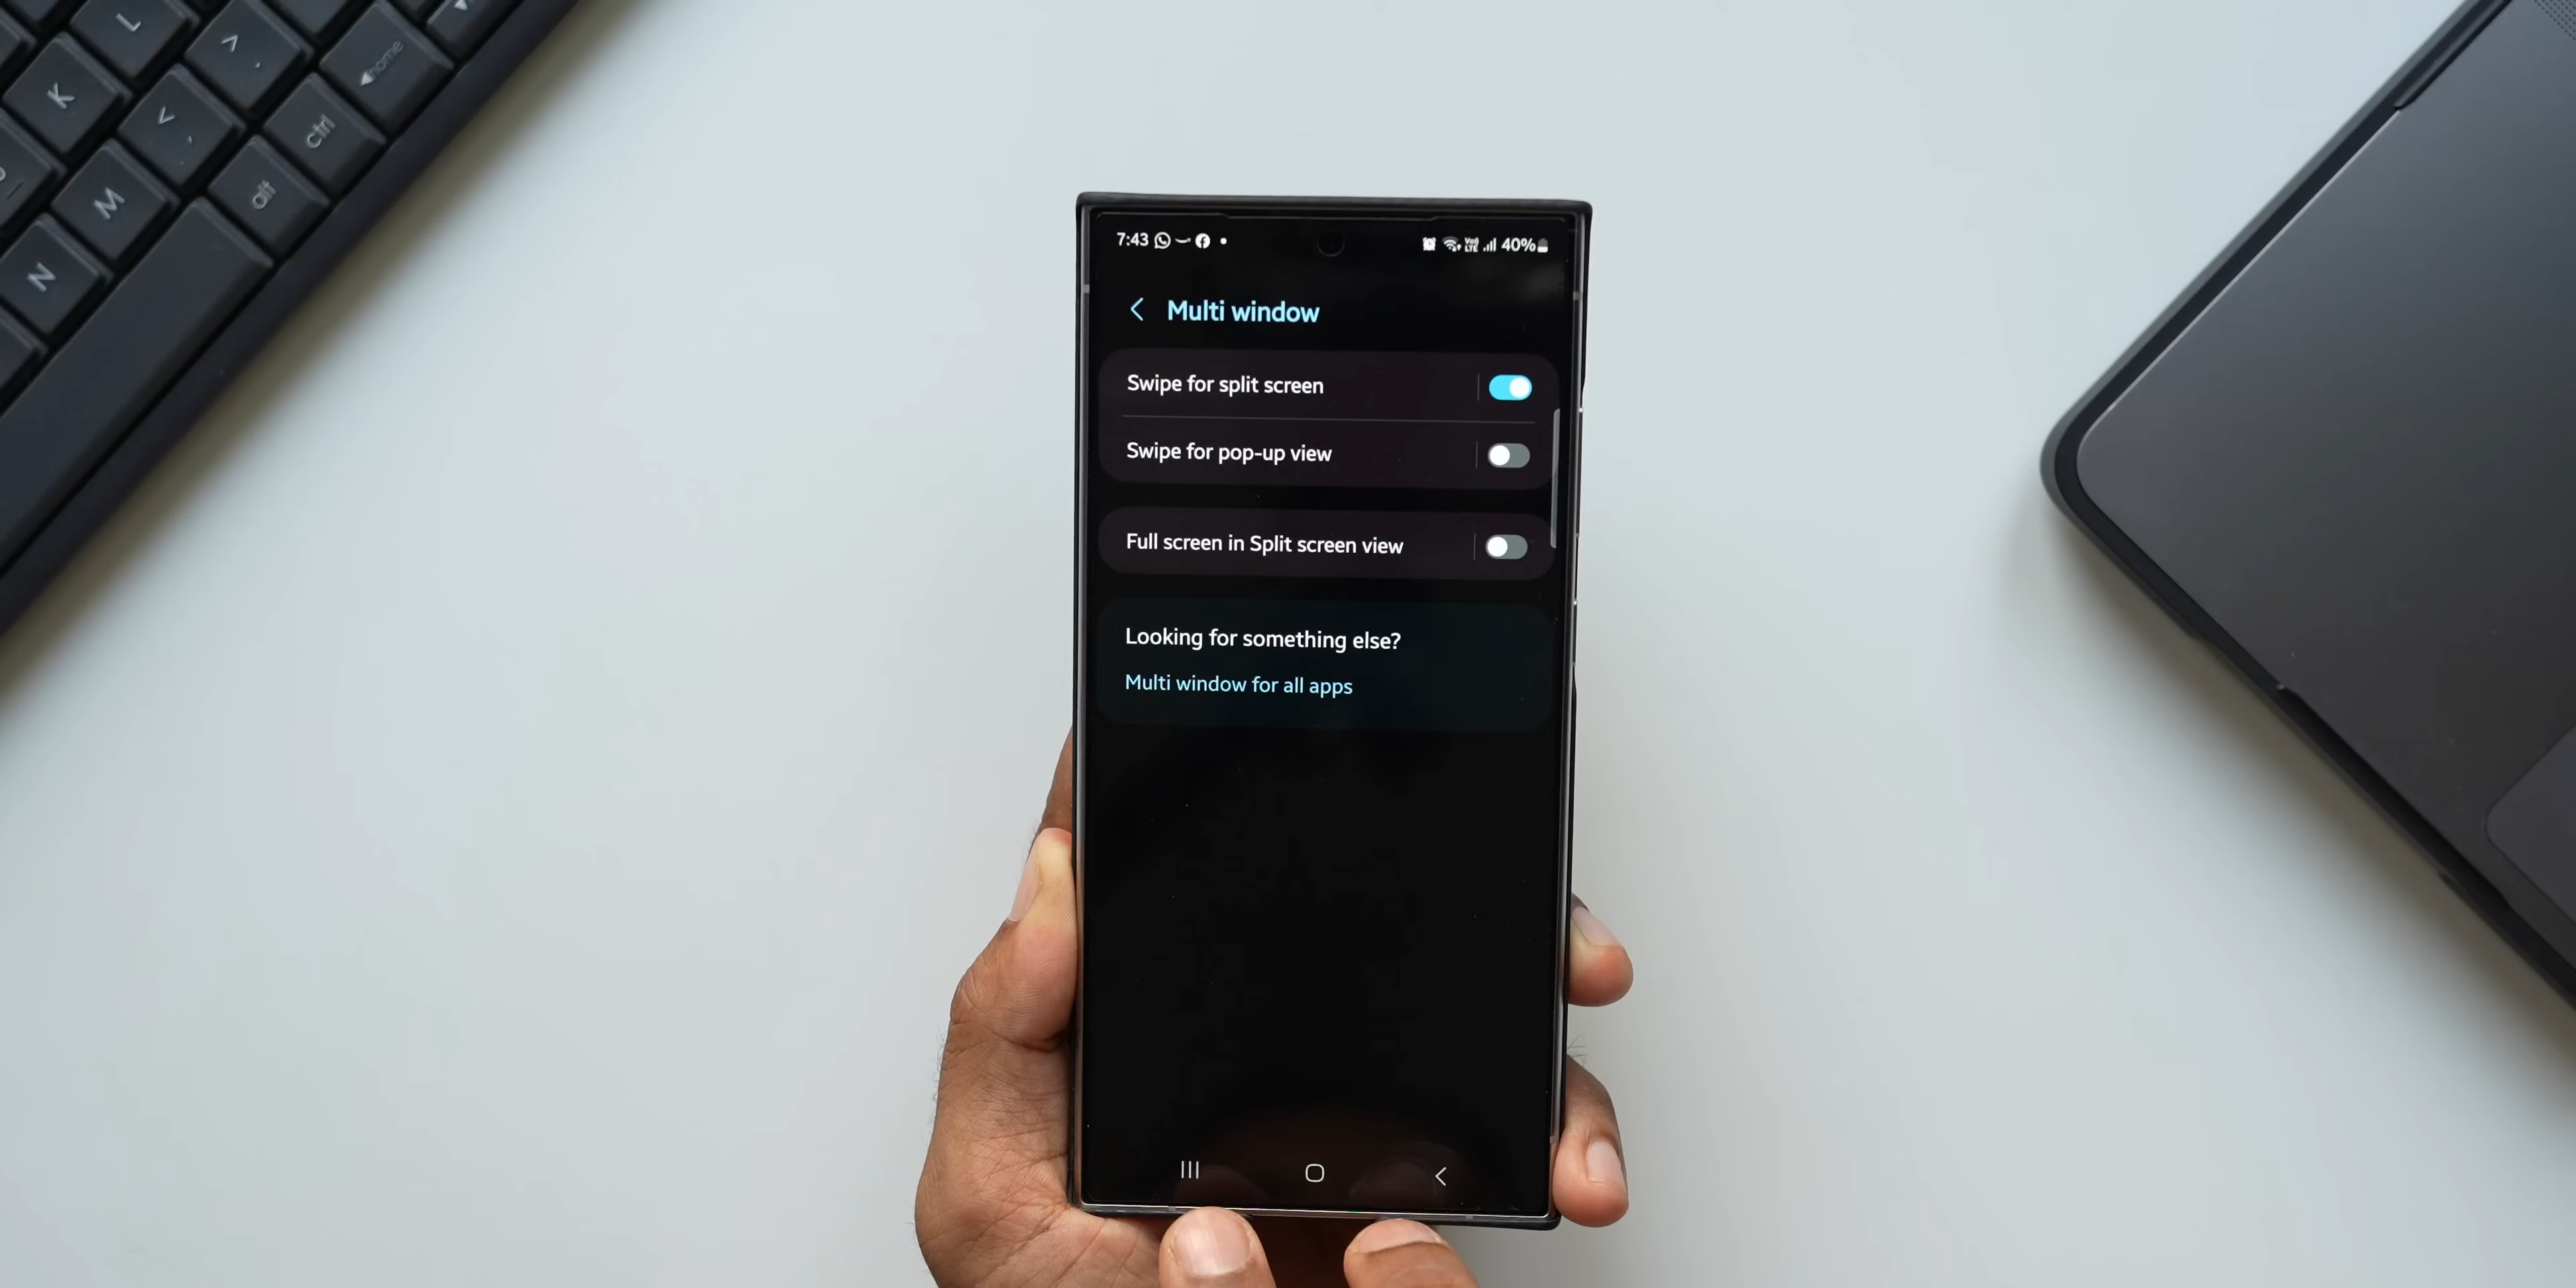 L
K
M
N
alt
ctrl
home
7:43
40%
Multi window
Swipe for split screen
Swipe for pop-up view
Full screen in Split screen view
Looking for something else?
Multi window for all apps